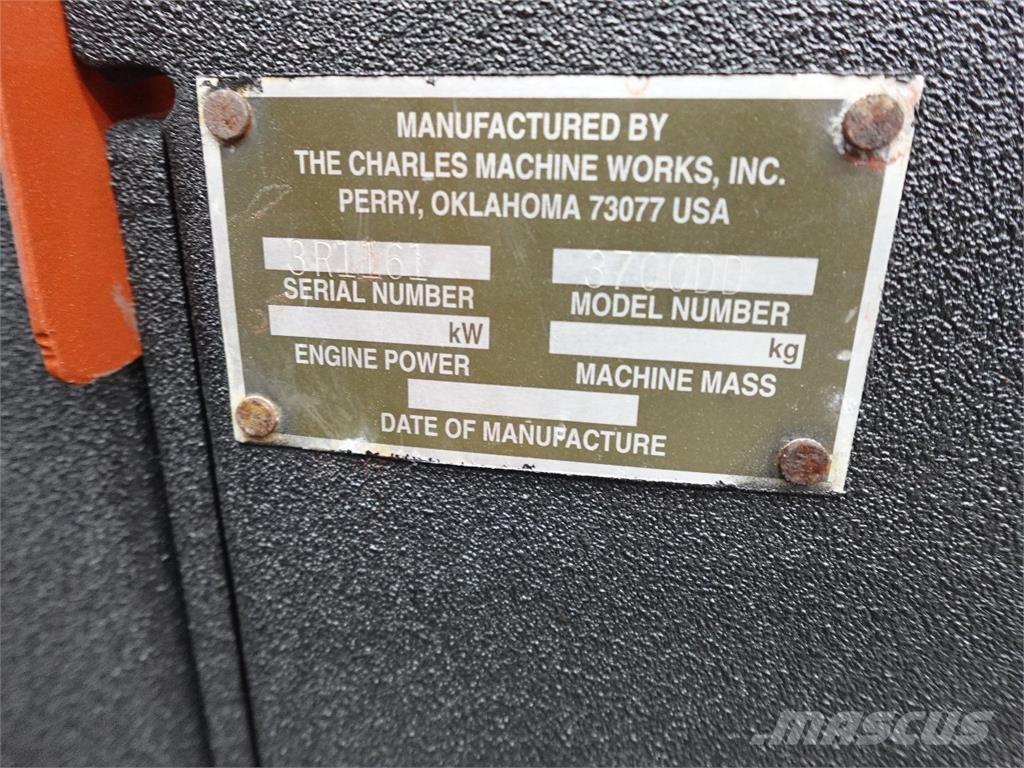 MANUFACTURED BY
THE CHARLES MACHINE WORKS, INC.
PERRY, OKLAHOMA 73077 USA
3R1161 3700DD
SERIAL NUMBER MODEL NUMBER
kW kg
ENGINE POWER MACHINE MASS
DATE OF MANUFACTURE
MASCUS